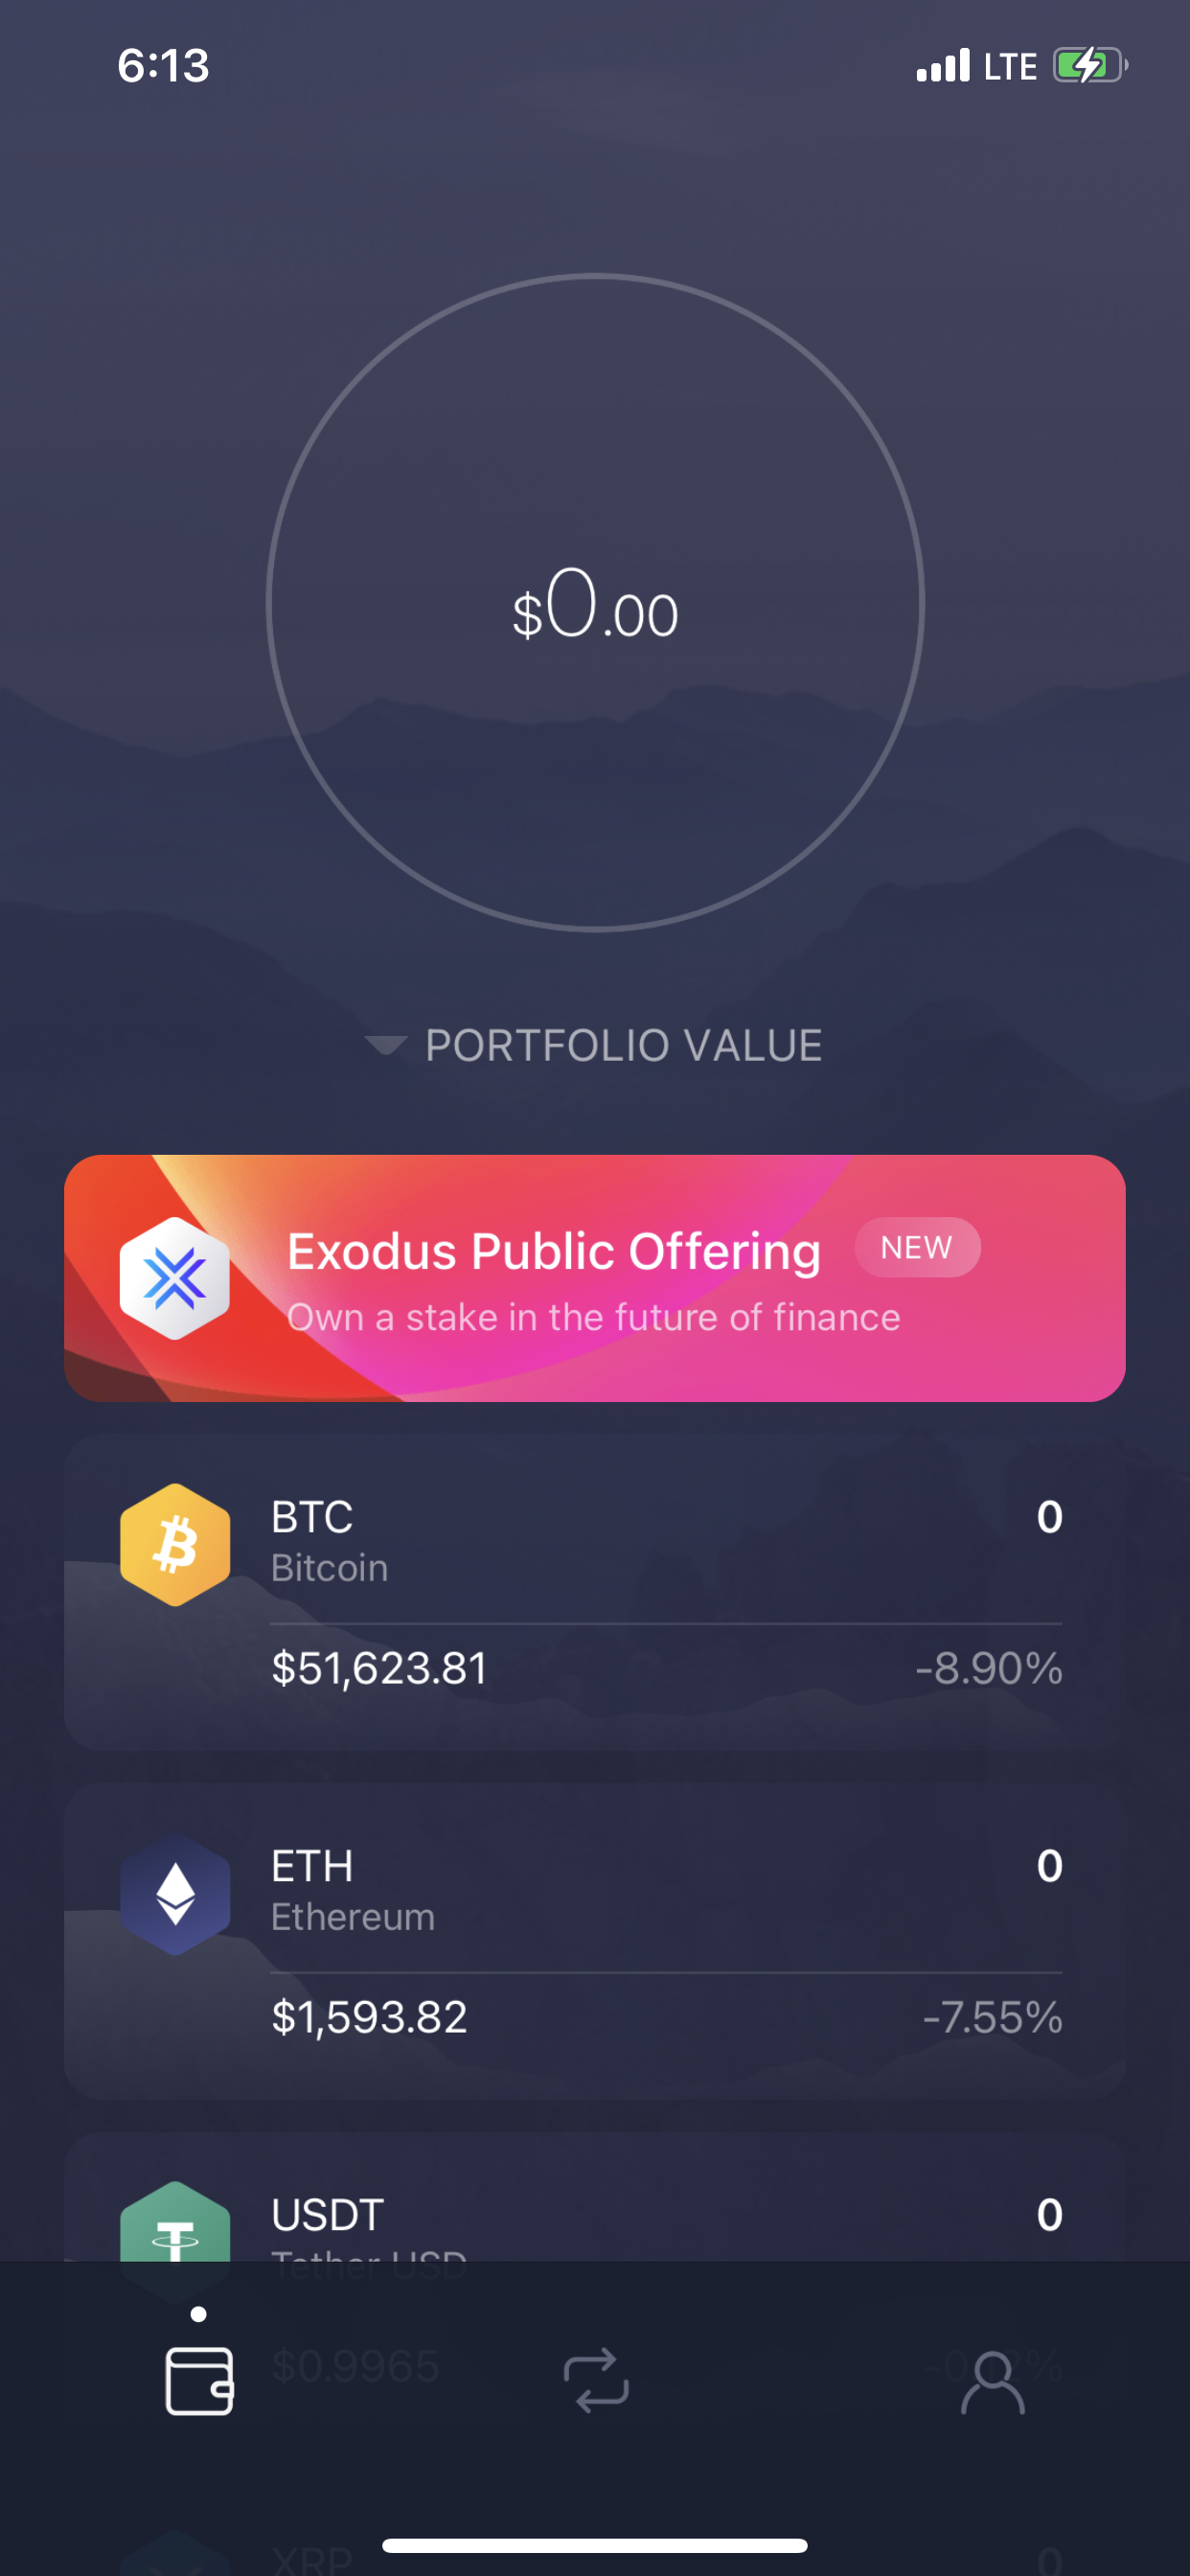 6:13 LTE
$0.00
PORTFOLIO VALUE
Exodus Public Offering NEW
Own a stake in the future of finance
BTC 0
Bitcoin
$51,623.81 -8.90%
ETH 0
Ethereum
$1,593.82 -7.55%
USDT 0
Tether USD
$0.9965
XRP 0